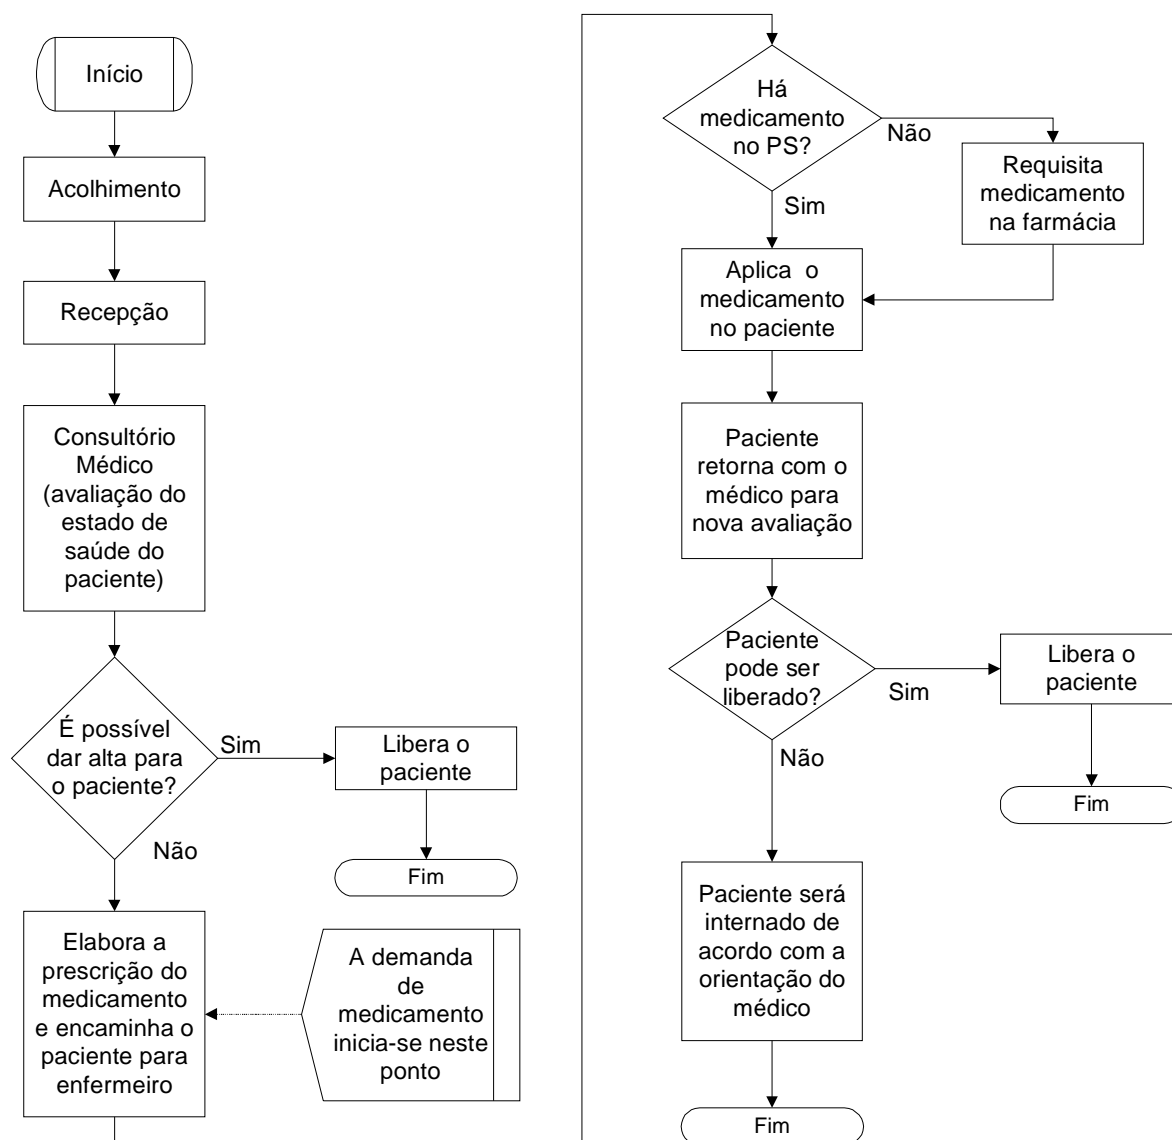 Início
Acolhimento
Recepção
Consultório
Médico
(avaliação do
estado de
saúde do
paciente)
É possível
dar alta para
o paciente?
Sim
Libera o
paciente
Fim
Não
Elabora a
prescrição do
medicamento
e encaminha o
paciente para
enfermeiro
A demanda
de
medicamento
inicia-se neste
ponto
Há
medicamento
no PS?
Não
Requisita
medicamento
na farmácia
Sim
Aplica o
medicamento
no paciente
Paciente
retorna com o
médico para
nova avaliação
Paciente
pode ser
liberado?
Sim
Libera o
paciente
Fim
Não
Paciente será
internado de
acordo com a
orientação do
médico
Fim